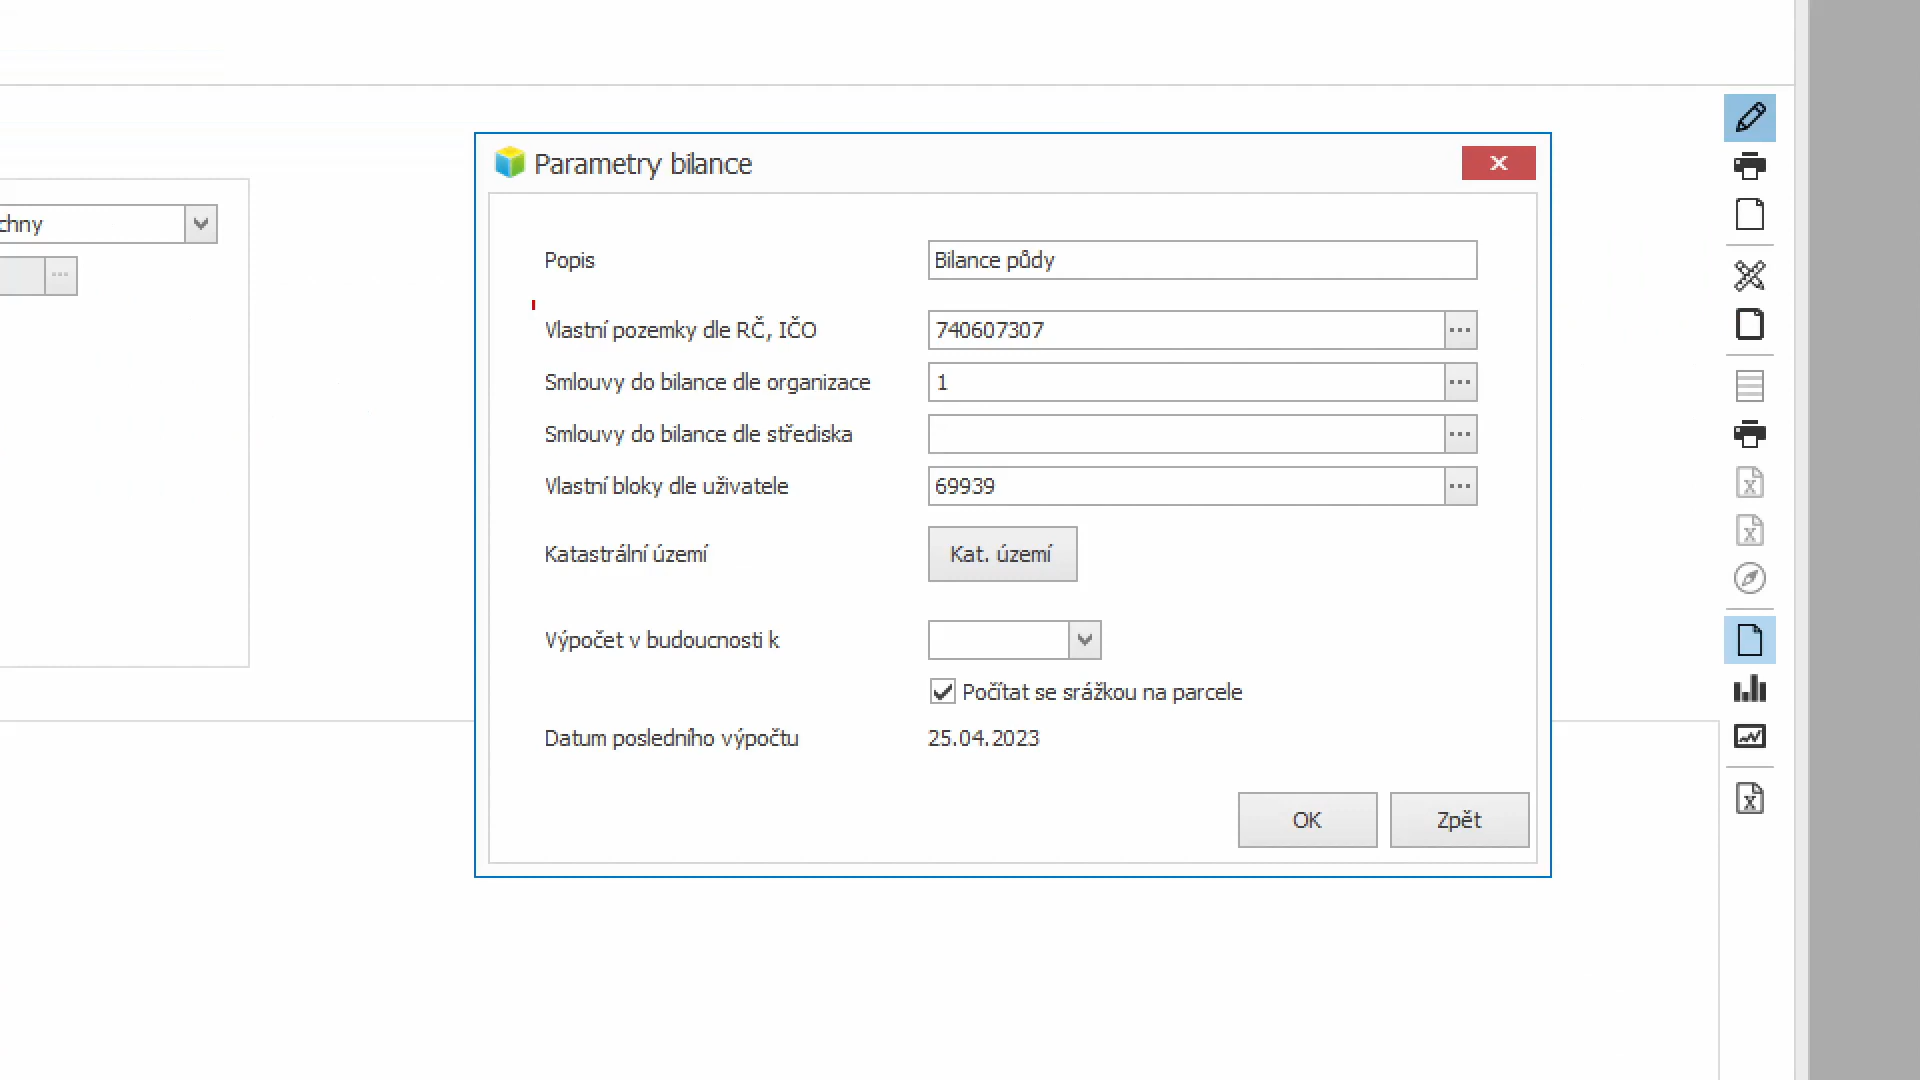 Parametry bilance
chny
Popis
Bilance půdy
Vlastní pozemky dle RČ, IČO
740607307
Smlouvy do bilance dle organizace
1
Smlouvy do bilance dle střediska
Vlastní bloky dle uživatele
69939
Katastrální území
Kat. území
Výpočet v budoucnosti k
Počítat se srážkou na parcele
Datum posledního výpočtu
25.04.2023
OK
Zpět